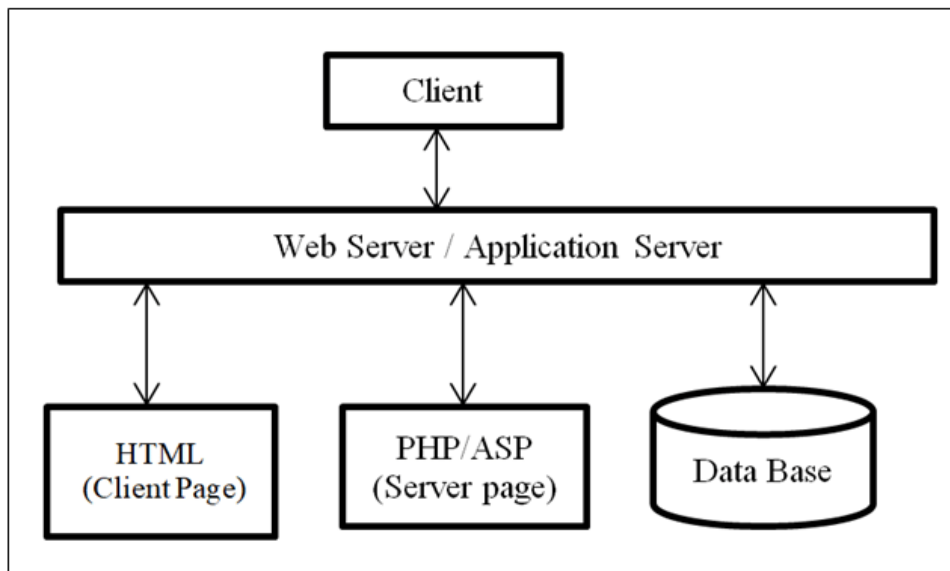 Client
Web Server / Application Server
HTML
(Client Page)
PHP/ASP
(Server page)
Data Base